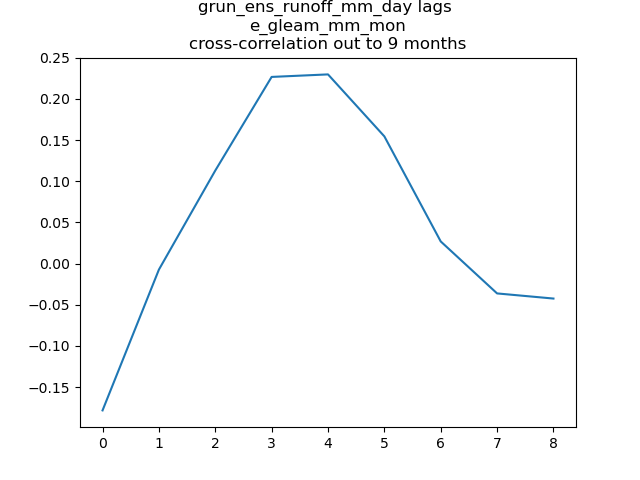 grun_ens_runoff_mm_day lags
e_gleam_mm_mon
cross-correlation out to 9 months
0.25
0.20
0.15
0.10
0.05
0.00
−0.05
−0.10
−0.15
0 1 2 3 4 5 6 7 8